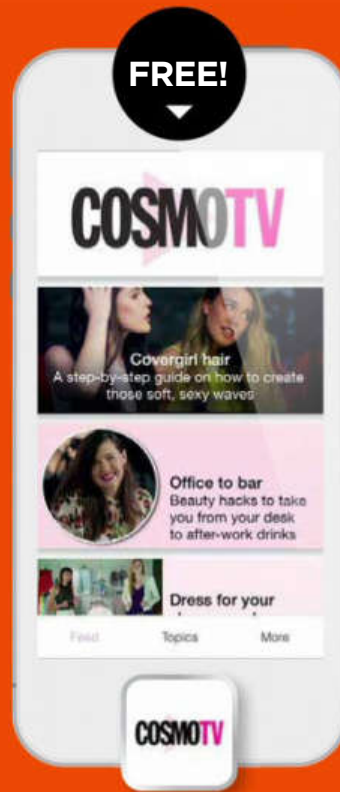 FREE!
COSMOTV
Covergirl hair
A step-by-step guide on how to create
those soft, sexy waves
Office to bar
Beauty hacks to take
you from your desk
to after-work drinks
Dress for your
Feed
Topics
More
COSMOTV